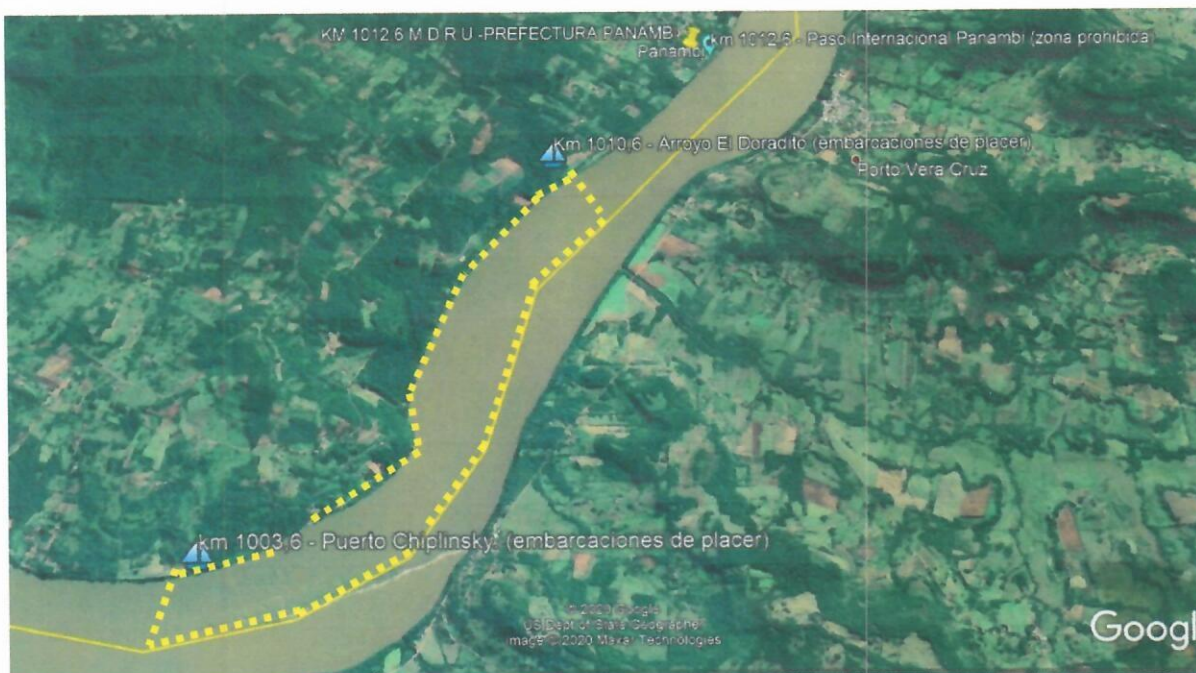 KM 1012.6 M D R U -PREFECTURA PANAMB
km 1012,6 - Paso Internacional Panambí (zona prohibida)
Panambí
Km 1010,6 - Arroyo El Doradito (embarcaciones de placer)
Porto Vera Cruz
km 1003,6 - Puerto Chiplinsky (embarcaciones de placer)
© 2020 Google
US Dept of State Geographer
Image © 2020 Maxar Technologies
Googl